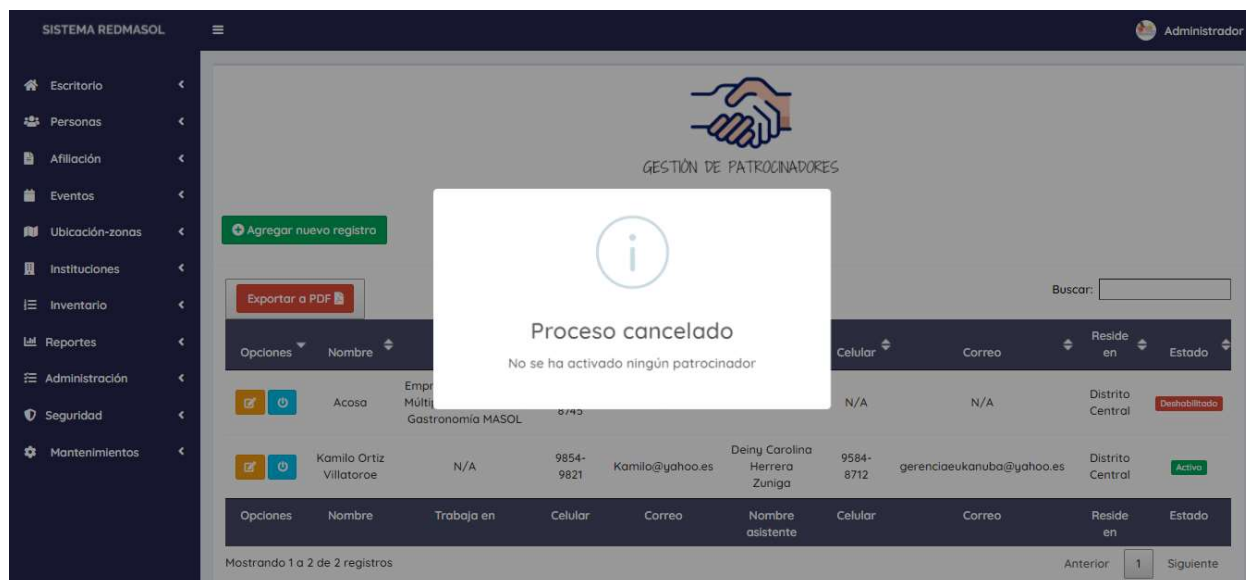 SISTEMA REDMASOL
Administrador
Escritorio
Personas
Afiliación
Eventos
Ubicación-zonas
Instituciones
Inventario
Reportes
Administración
Seguridad
Mantenimientos
GESTIÓN DE PATROCINADORES
Agregar nuevo registro
Exportar a PDF
Buscar:
Proceso cancelado
No se ha activado ningún patrocinador
Opciones Nombre Celular Correo Reside en Estado
Acosa
Múltip
Gastronomía MASOL
8745
N/A
N/A
Distrito
Central
Deshabilitado
Kamilo Ortiz
Villatoroe
N/A
9854-
9821
Kamilo@yahoo.es
Deiny Carolina
Herrera
Zuniga
9584-
8712
gerenciaeukanuba@yahoo.es
Distrito
Central
Activo
Opciones Nombre Trabaja en Celular Correo Nombre asistente Celular Correo Reside en Estado
Mostrando 1 a 2 de 2 registros
Anterior 1 Siguiente